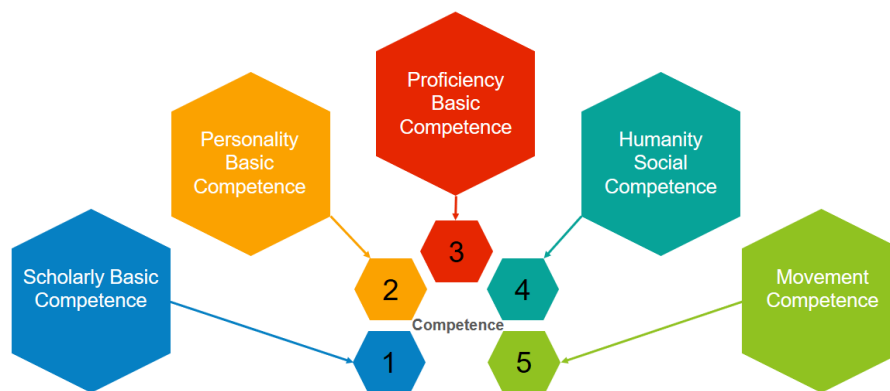 Proficiency
Basic
Competence
Personality
Basic
Competence
Humanity
Social
Competence
Scholarly Basic
Competence
Movement
Competence
3
2
4
Competence
1
5